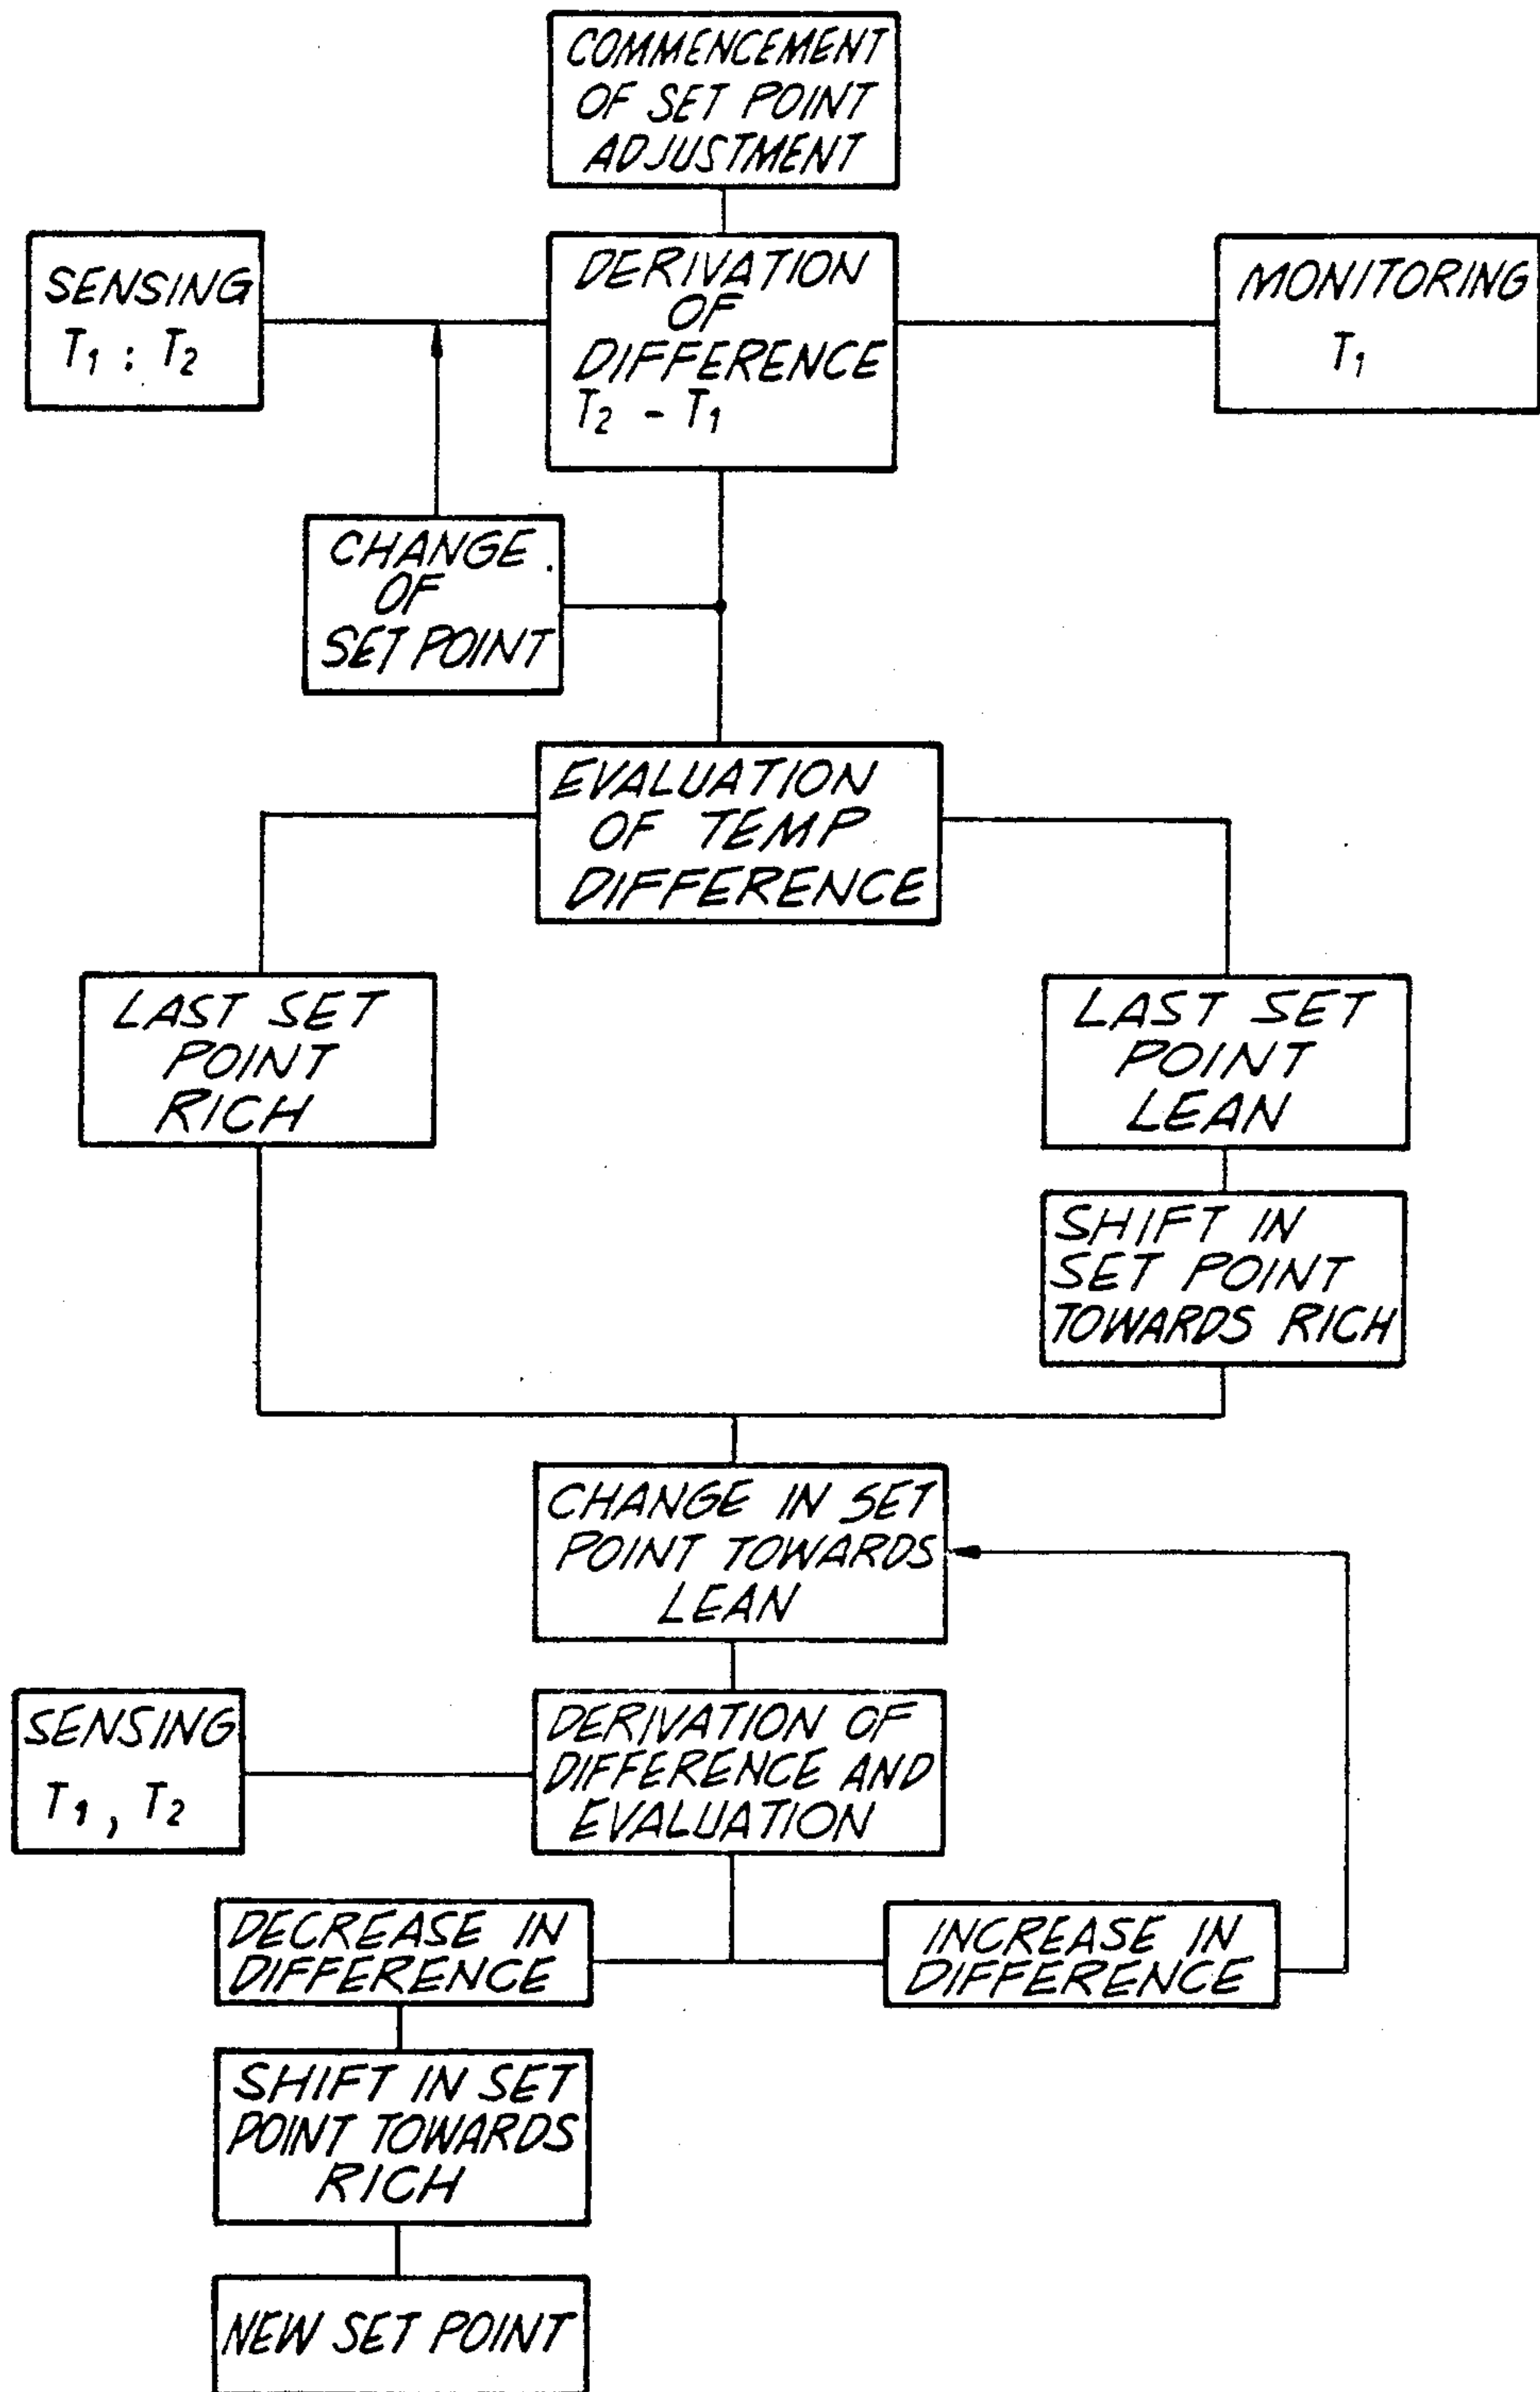 COMMENCEMENT
OF SET POINT
ADJUSTMENT
SENSING
T₁ : T₂
DERIVATION
OF
DIFFERENCE
T₂ - T₁
MONITORING
T₁
CHANGE
OF
SET POINT
EVALUATION
OF TEMP
DIFFERENCE
LAST SET
POINT
RICH
LAST SET
POINT
LEAN
SHIFT IN
SET POINT
TOWARDS RICH
CHANGE IN SET
POINT TOWARDS
LEAN
SENSING
T₁, T₂
DERIVATION OF
DIFFERENCE AND
EVALUATION
DECREASE IN
DIFFERENCE
INCREASE IN
DIFFERENCE
SHIFT IN SET
POINT TOWARDS
RICH
NEW SET POINT